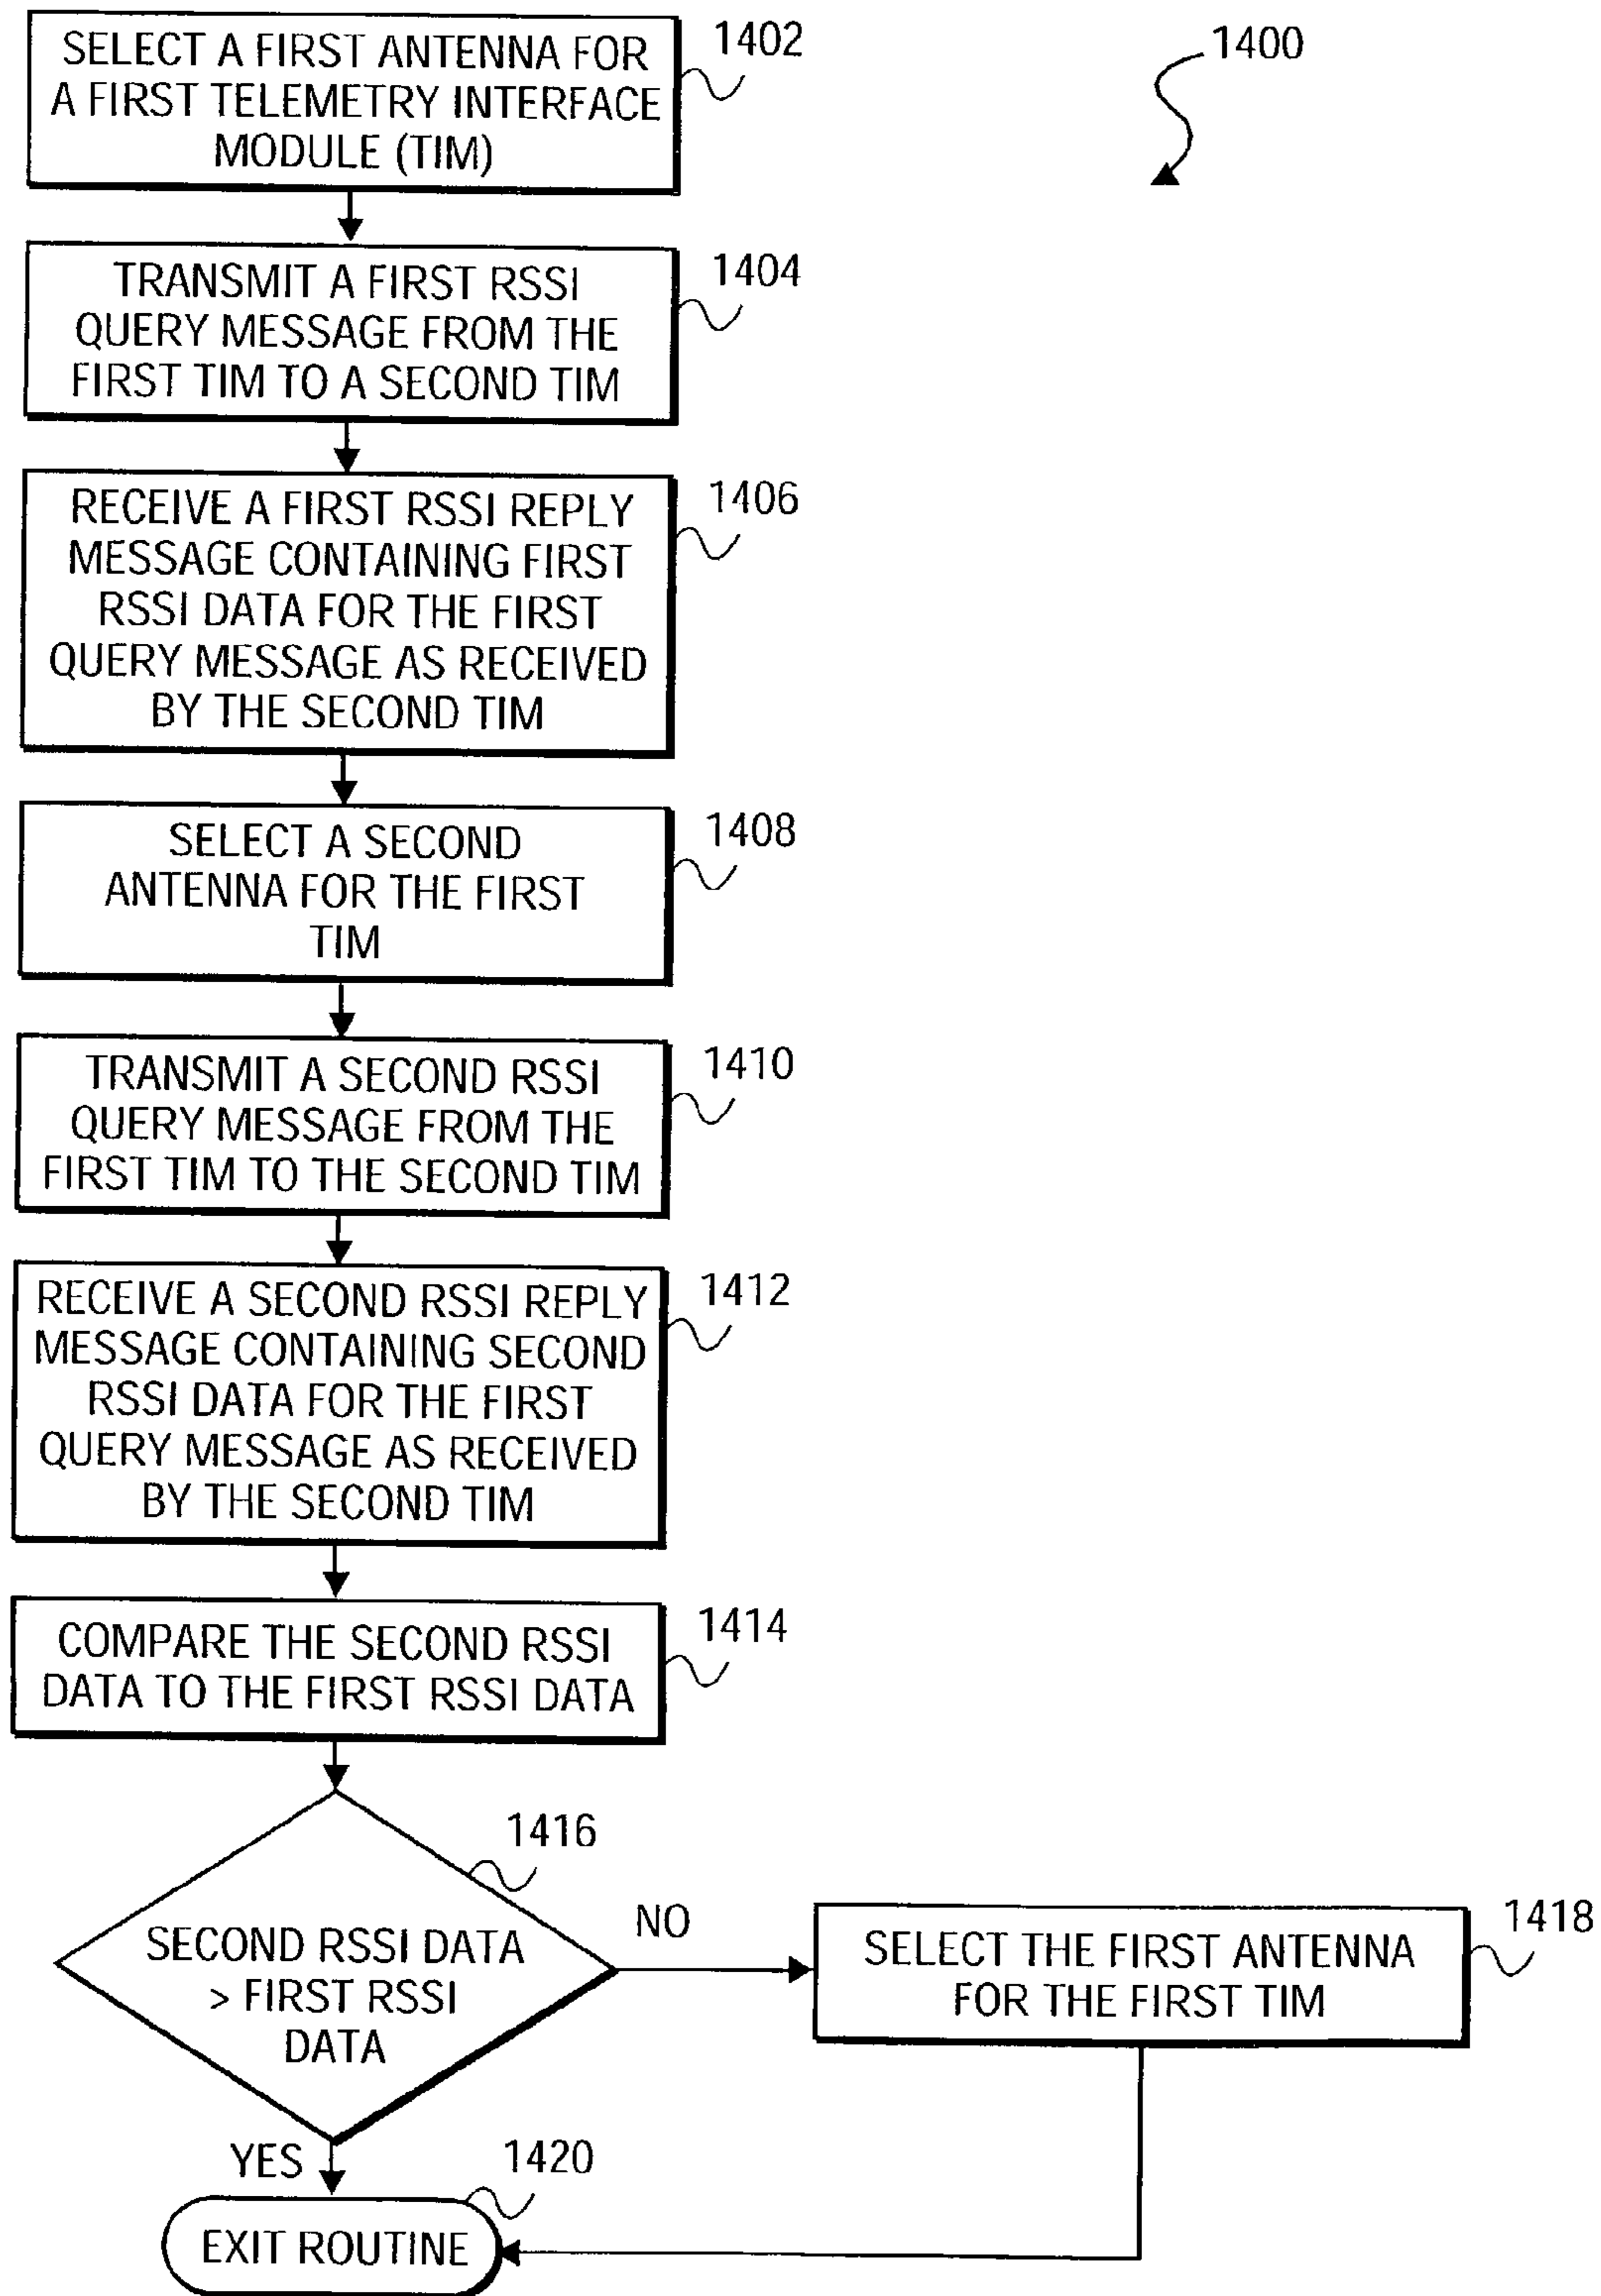 SELECT A FIRST ANTENNA FOR
A FIRST TELEMETRY INTERFACE
MODULE (TIM)
1402
1400
TRANSMIT A FIRST RSSI
QUERY MESSAGE FROM THE
FIRST TIM TO A SECOND TIM
1404
RECEIVE A FIRST RSSI REPLY
MESSAGE CONTAINING FIRST
RSSI DATA FOR THE FIRST
QUERY MESSAGE AS RECEIVED
BY THE SECOND TIM
1406
SELECT A SECOND
ANTENNA FOR THE FIRST
TIM
1408
TRANSMIT A SECOND RSSI
QUERY MESSAGE FROM THE
FIRST TIM TO THE SECOND TIM
1410
RECEIVE A SECOND RSSI REPLY
MESSAGE CONTAINING SECOND
RSSI DATA FOR THE FIRST
QUERY MESSAGE AS RECEIVED
BY THE SECOND TIM
1412
COMPARE THE SECOND RSSI
DATA TO THE FIRST RSSI DATA
1414
SECOND RSSI DATA
> FIRST RSSI
DATA
1416
NO
SELECT THE FIRST ANTENNA
FOR THE FIRST TIM
1418
YES
EXIT ROUTINE
1420